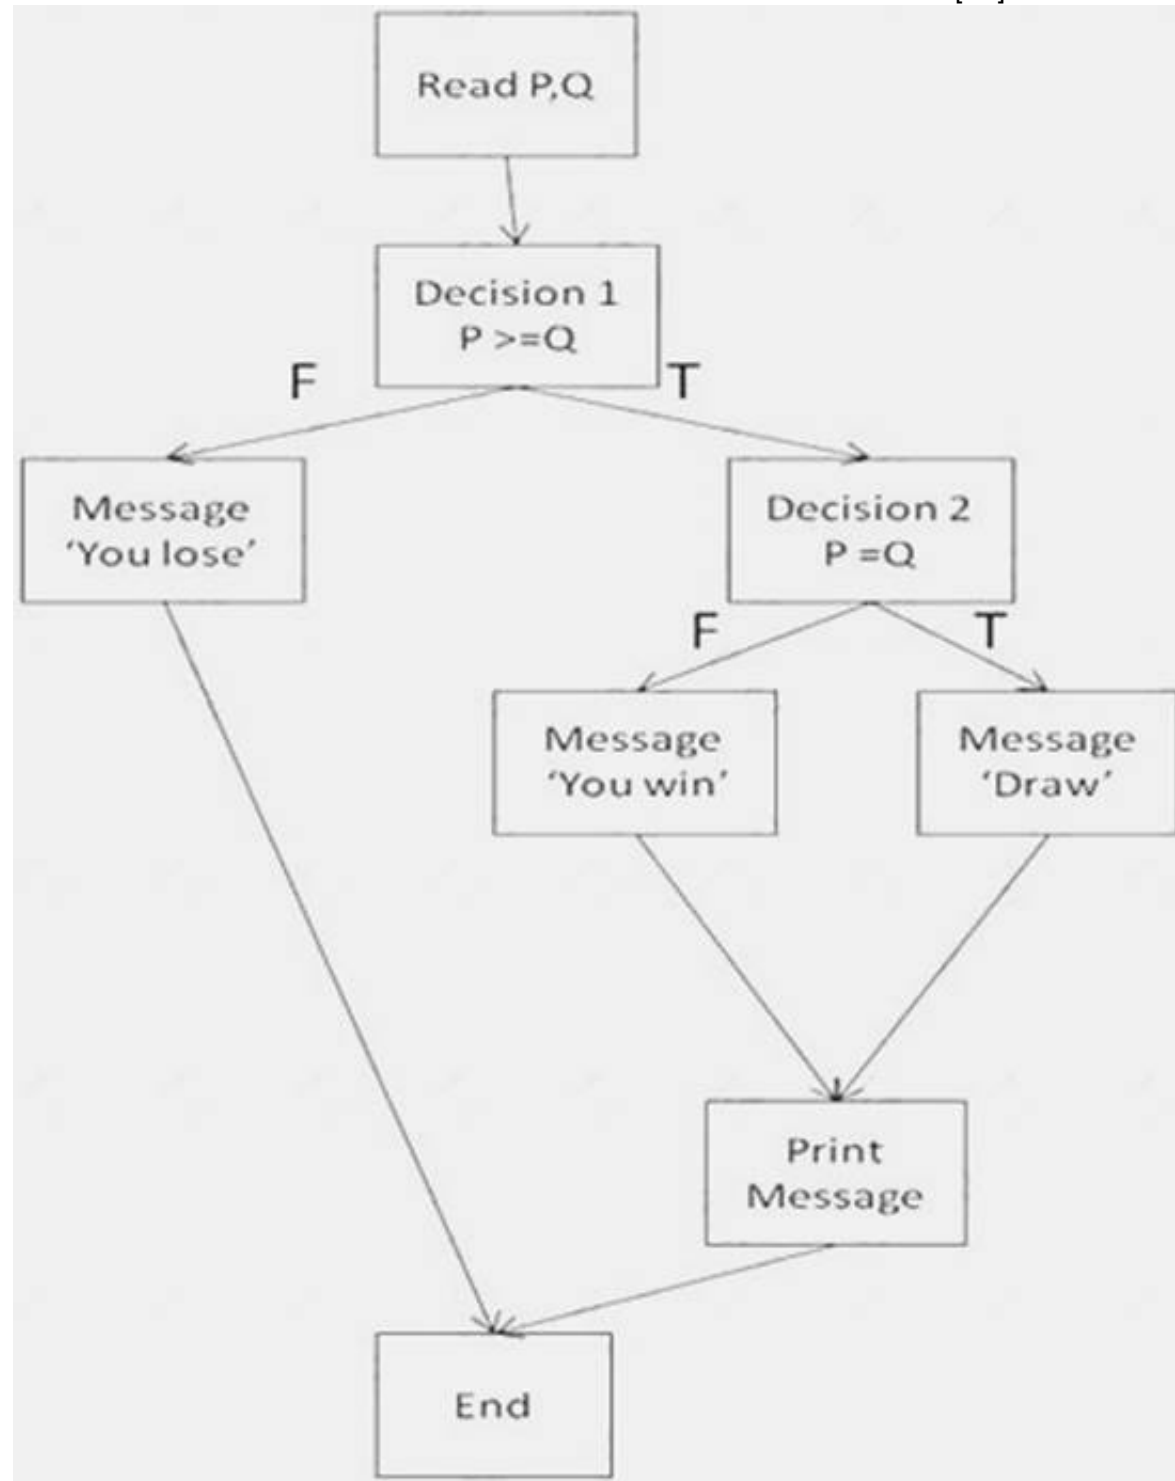 Read P,Q
Decision 1
P >=Q
F
T
Message
‘You lose’
Decision 2
P =Q
F
T
Message
‘You win’
Message
‘Draw’
Print
Message
End